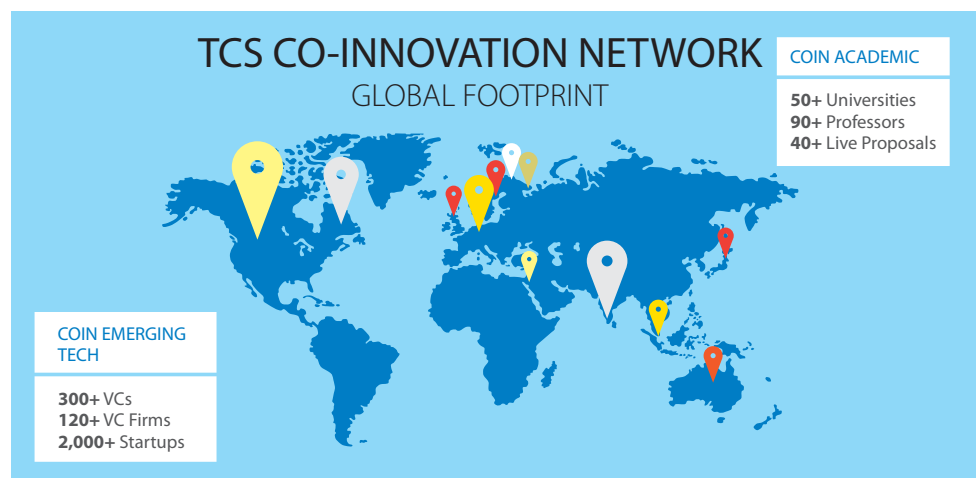 TCS CO-INNOVATION NETWORK
GLOBAL FOOTPRINT
COIN ACADEMIC
50+ Universities
90+ Professors
40+ Live Proposals
COIN EMERGING
TECH
300+ VCs
120+ VC Firms
2,000+ Startups